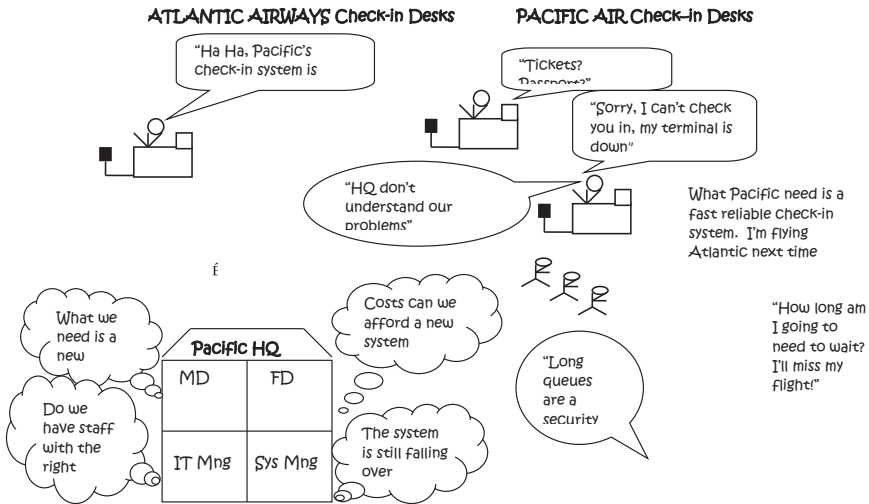 ATLANTIC AIRWAYS Check-in Desks
PACIFIC AIR Check-in Desks
"Ha Ha, Pacific's
check-in system is
"Tickets?
Passport?"
"Sorry, I can't check
you in, my terminal is
down"
"HQ don't
understand our
problems"
What Pacific need is a
fast reliable check-in
system. I'm flying
Atlantic next time
É
What we
need is a
new
Costs can we
afford a new
system
"How long am
I going to
need to wait?
I'll miss my
flight!"
Pacific HQ
MD
FD
"Long
queues
are a
security
Do we
have staff
with the
right
The system
is still falling
over
IT Mng
Sys Mng